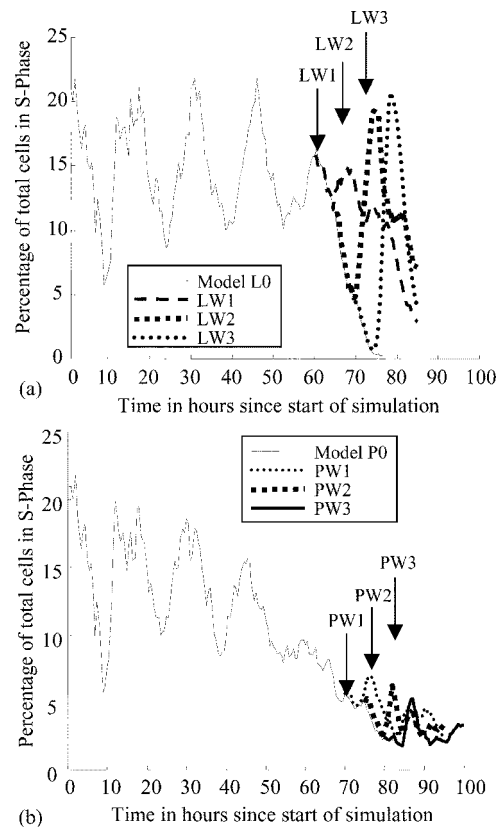 LW3
LW2
LW1
25
20
15
10
5
0
Percentage of total cells in S-Phase
Model L0
LW1
LW2
LW3
0 10 20 30 40 50 60 70 80 90 100
(a)
Time in hours since start of simulation
25
20
15
10
5
0
Percentage of total cells in S-Phase
Model P0
PW1
PW2
PW3
PW3
PW2
PW1
0 10 20 30 40 50 60 70 80 90 100
(b)
Time in hours since start of simulation